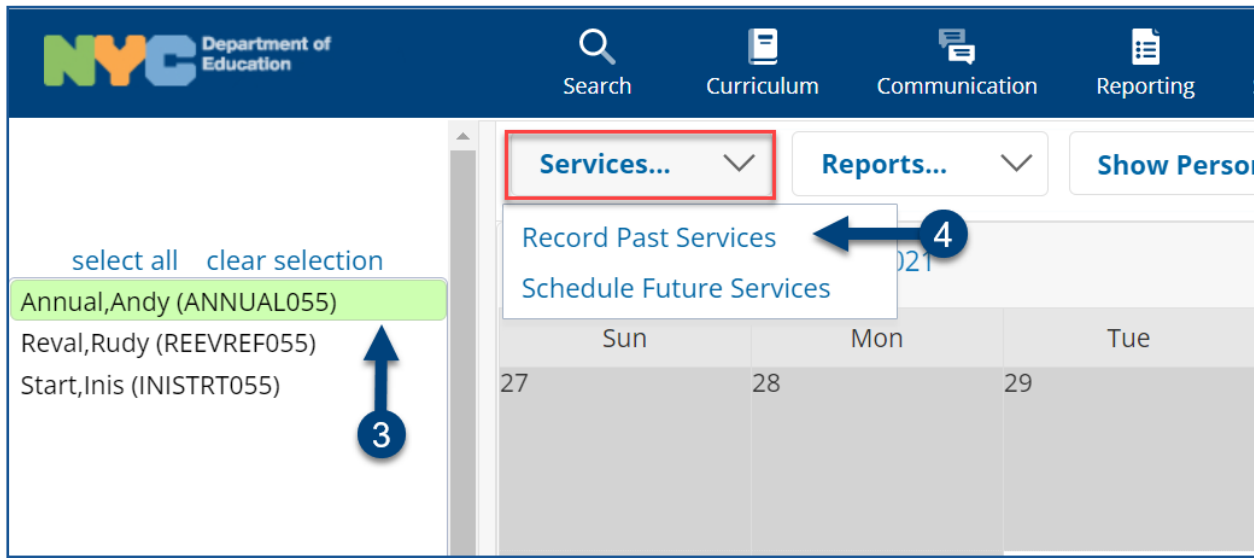 NYC Department of
Education
Search
Curriculum
Communication
Reporting
Services...
Reports...
select all clear selection
Annual,Andy (ANNUAL055)
Reval,Rudy (REEVREF055)
Start,Inis (INISTRT055)
3
Record Past Services
4
Schedule Future Services
Show
Sun Mon Tue
27 28 29